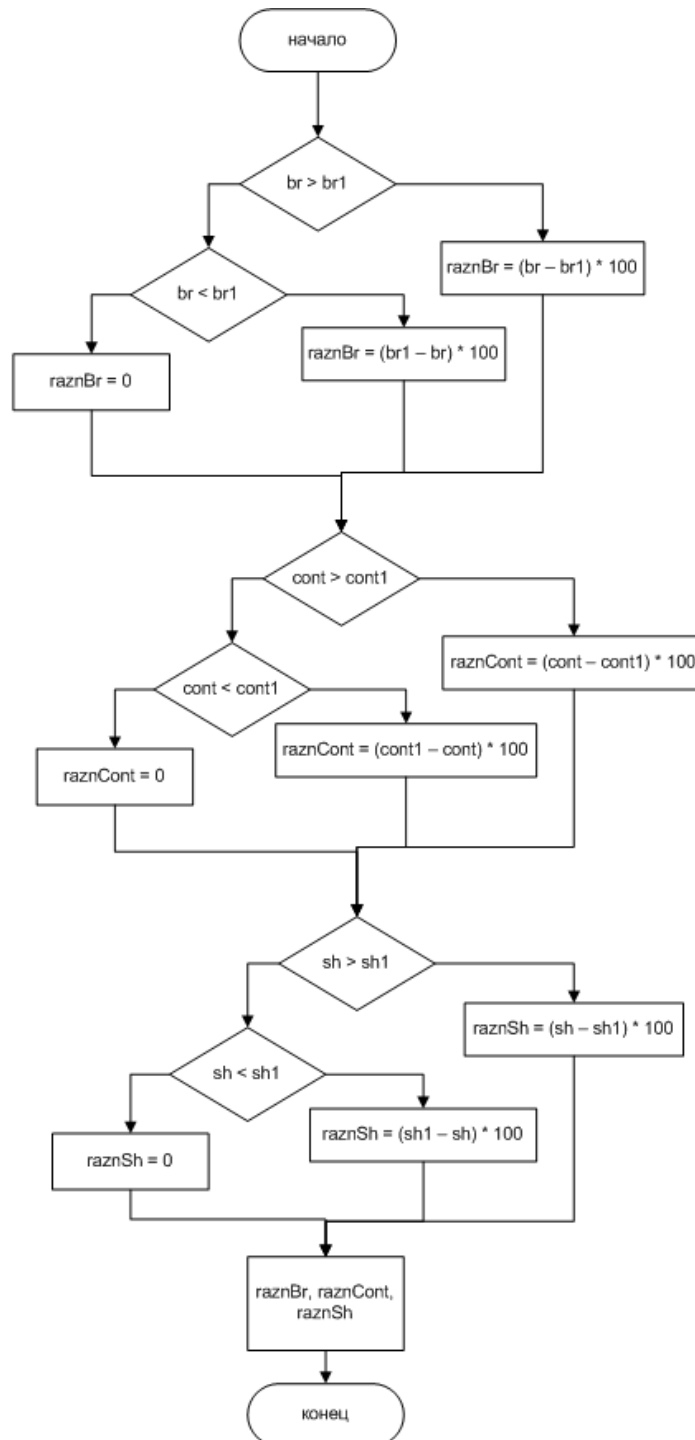 начало
br > br1
raznBr = (br – br1) * 100
br < br1
raznBr = (br1 – br) * 100
raznBr = 0
cont > cont1
raznCont = (cont – cont1) * 100
cont < cont1
raznCont = (cont1 – cont) * 100
raznCont = 0
sh > sh1
raznSh = (sh – sh1) * 100
sh < sh1
raznSh = (sh1 – sh) * 100
raznSh = 0
raznBr, raznCont,
raznSh
конец